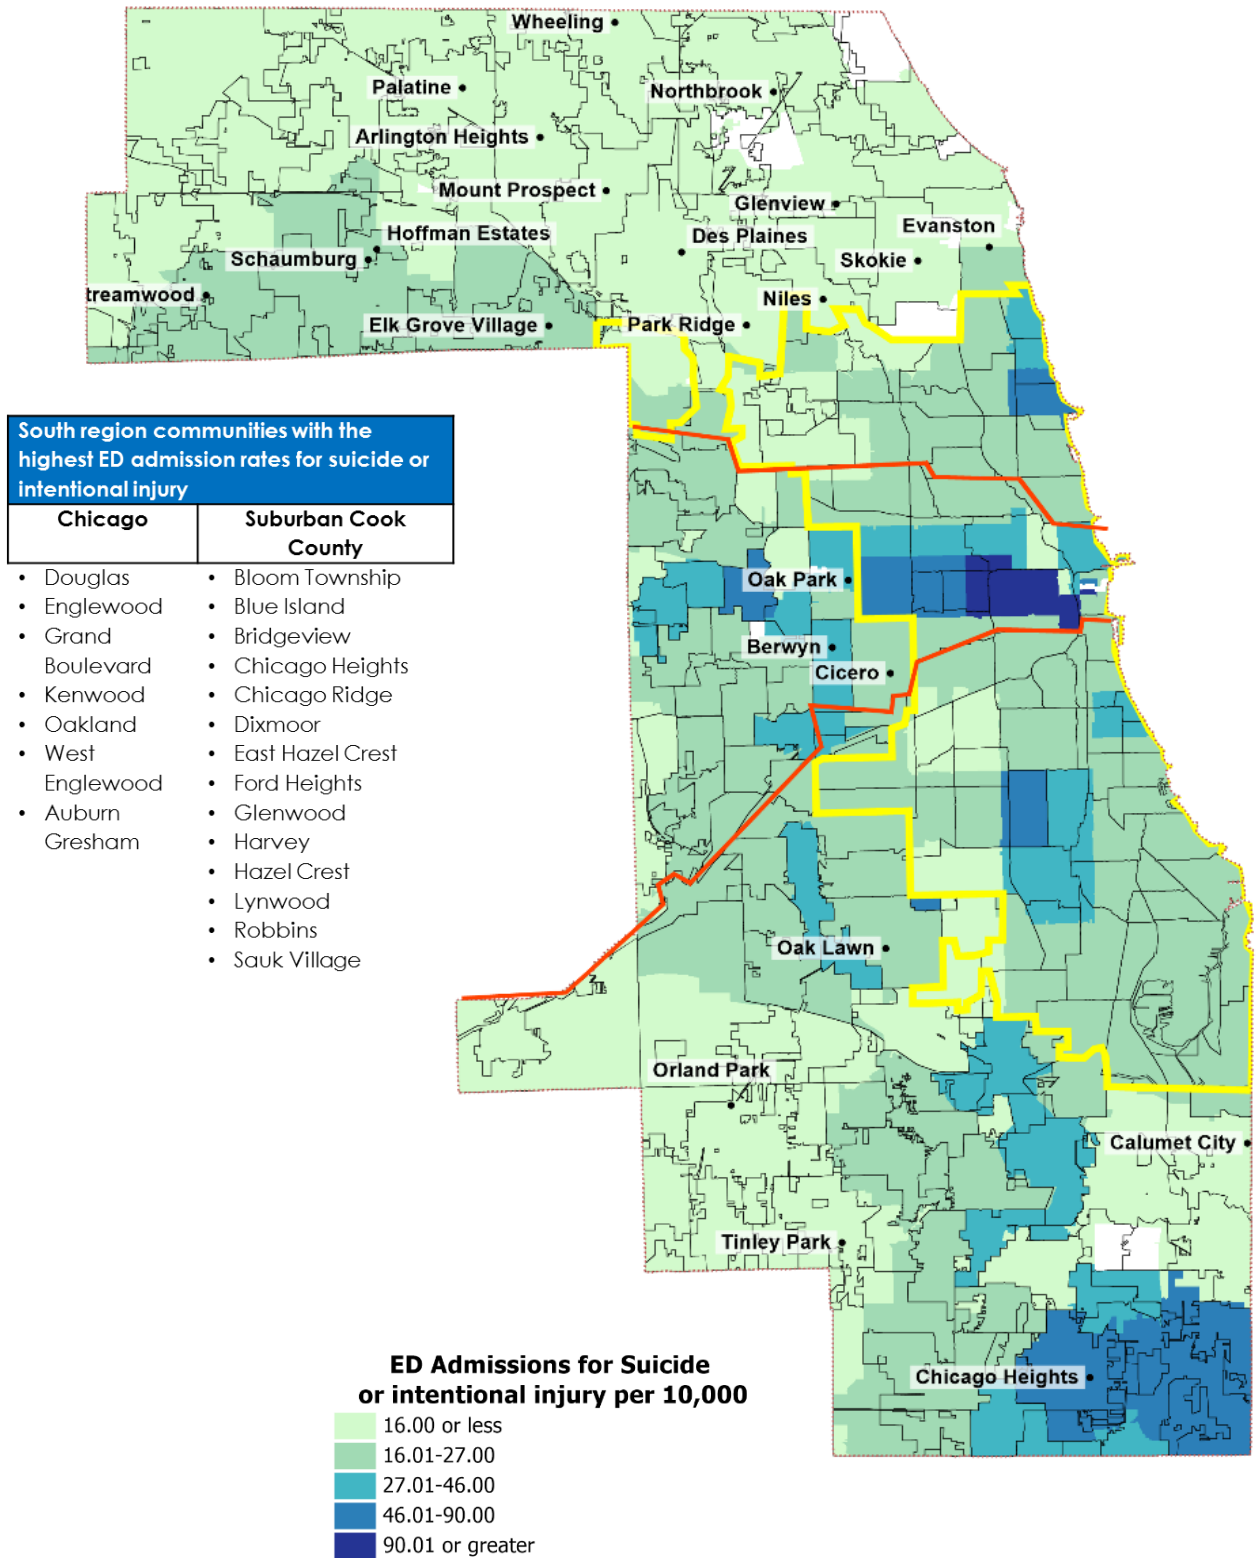 Wheeling
Palatine
Northbrook
Arlington Heights
Mount Prospect
Glenview
Evanston
Hoffman Estates
Des Plaines
Schaumburg
Skokie
treamwood
Niles
Elk Grove Village
Park Ridge
South region communities with the
highest ED admission rates for suicide or
intentional injury
Chicago
Suburban Cook
County
• Douglas
• Englewood
• Grand
Boulevard
• Kenwood
• Oakland
• West
Englewood
• Auburn
Gresham
• Bloom Township
• Blue Island
• Bridgeview
• Chicago Heights
• Chicago Ridge
• Dixmoor
• East Hazel Crest
• Ford Heights
• Glenwood
• Harvey
• Hazel Crest
• Lynwood
• Robbins
• Sauk Village
Oak Park
Berwyn
Cicero
Oak Lawn
Orland Park
Calumet City
Tinley Park
Chicago Heights
ED Admissions for Suicide
or intentional injury per 10,000
16.00 or less
16.01-27.00
27.01-46.00
46.01-90.00
90.01 or greater